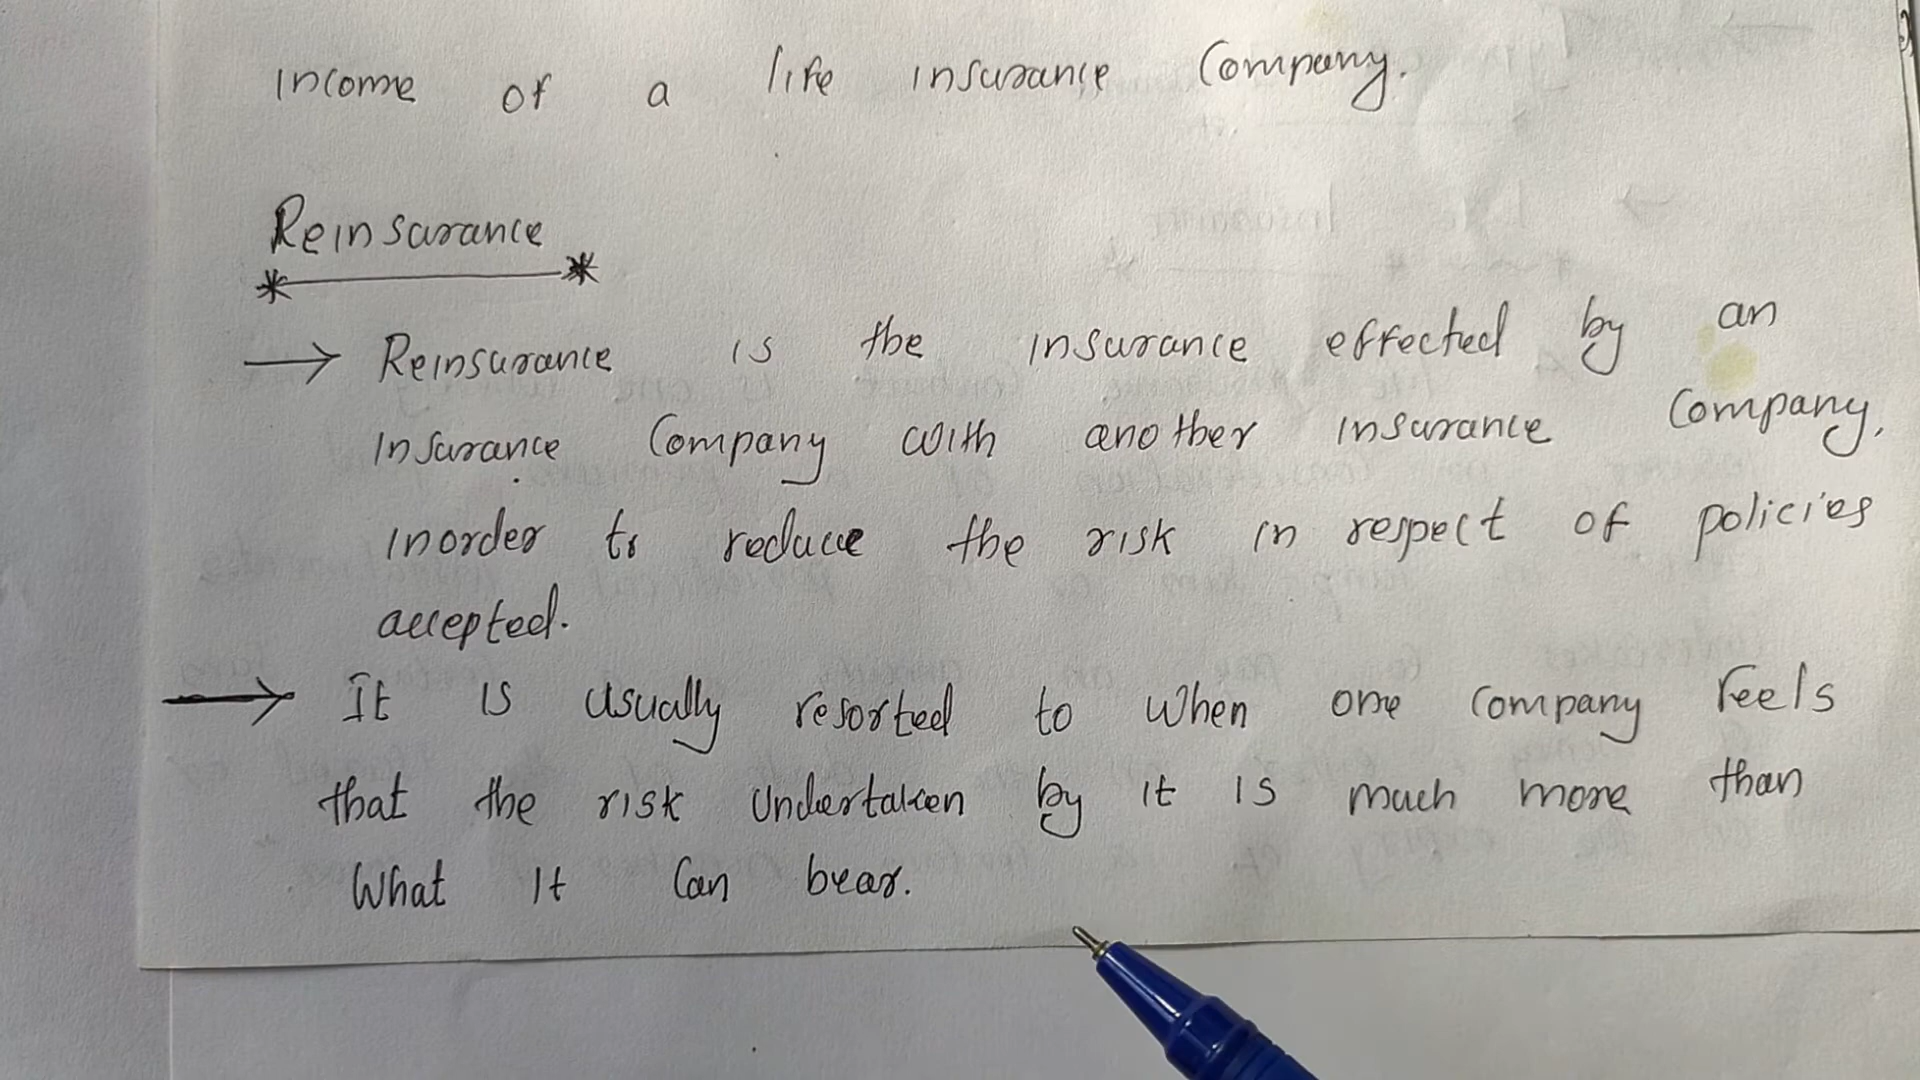 income of a life insurance Company.
Reinsurance
→ Reinsurance is the insurance effected by an
Insurance Company with another insurance Company,
inorder to reduce the risk in respect of policies
accepted.
→ It is usually resorted to when one company feels
that the risk undertaken by it is much more than
What it Can bear.